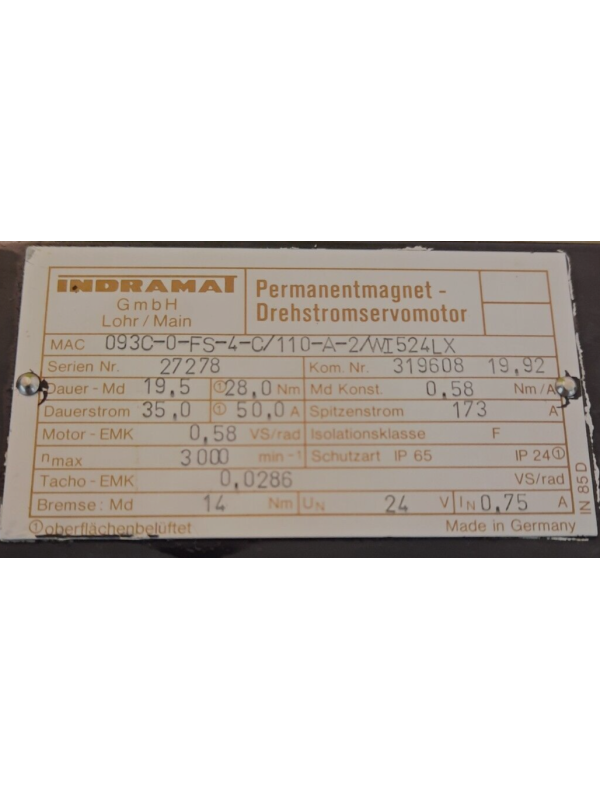 INDRAMAT
GmbH
Lohr / Main
Permanentmagnet -
Drehstromservomotor
MAC 093C-0-FS-4-C/110-A-2/WI524LX
Serien Nr. 27278 Kom. Nr. 319608 19,92
Dauer - Md 19,5 ①28,0 Nm Md Konst. 0,58 Nm/A
Dauerstrom 35,0 ① 50,0 A Spitzenstrom 173 A
Motor - EMK 0,58 VS/rad Isolationsklasse F
nmax 3000 min -1 Schutzart IP 65 IP 24①
Tacho - EMK 0,0286 VS/rad
Bremse: Md 14 Nm UN 24 V IN 0,75 A
①oberflächenbelüftet Made in Germany
IN 85 D